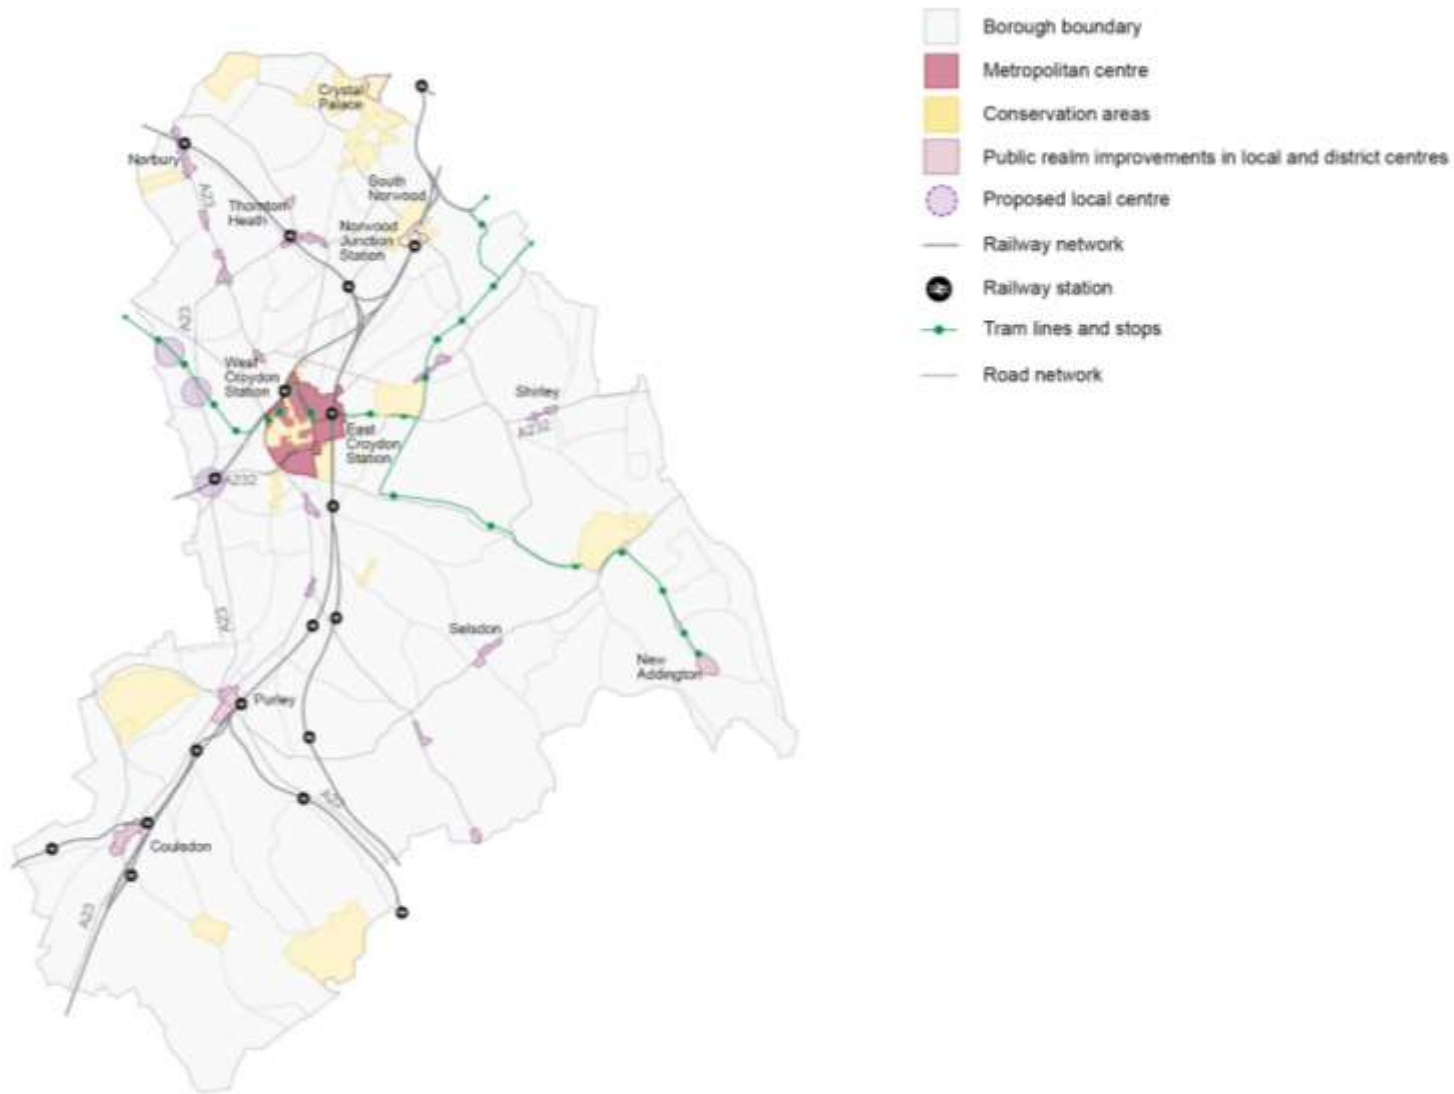 Borough boundary
Metropolitan centre
Conservation areas
Public realm improvements in local and district centres
Proposed local centre
Railway network
Railway station
Tram lines and stops
Road network
Crystal
Palace
Norbury
A23
South
Norwood
Thornton
Heath
Norwood
Junction
Station
A23
West
Croydon
Station
Shirley
A232
East
Croydon
Station
A232
A23
Selsdon
New
Addington
Purley
Coulsdon
A23